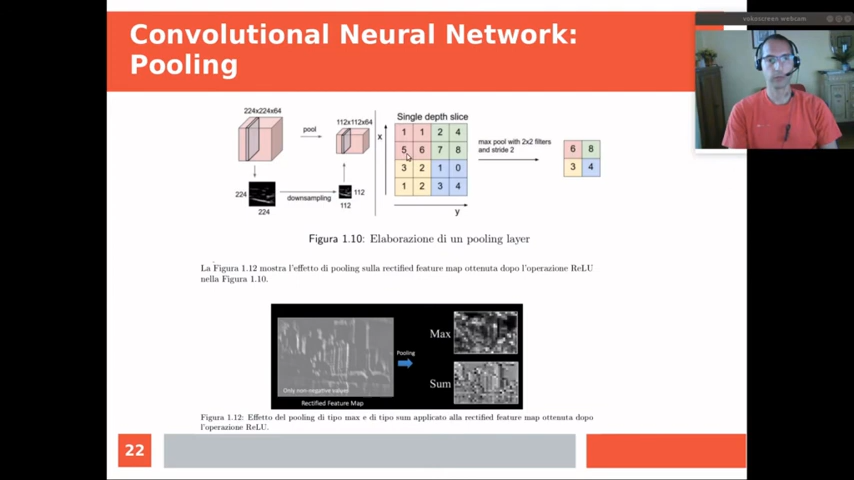 vokoscreen webcam
Convolutional Neural Network:
Pooling
224x224x64
pool
112x112x64
224
224
downsampling
112
112
Single depth slice
x
1 1 2 4
5 6 7 8
3 2 1 0
1 2 3 4
y
max pool with 2x2 filters
and stride 2
6 8
3 4
Figura 1.10: Elaborazione di un pooling layer
La Figura 1.12 mostra l'effetto di pooling sulla rectified feature map ottenuta dopo l'operazione ReLU
nella Figura 1.10.
Only non-negative values
Rectified Feature Map
Pooling
Max
Sum
Figura 1.12: Effetto del pooling di tipo max e di tipo sum applicato alla rectified feature map ottenuta dopo
l'operazione ReLU.
22